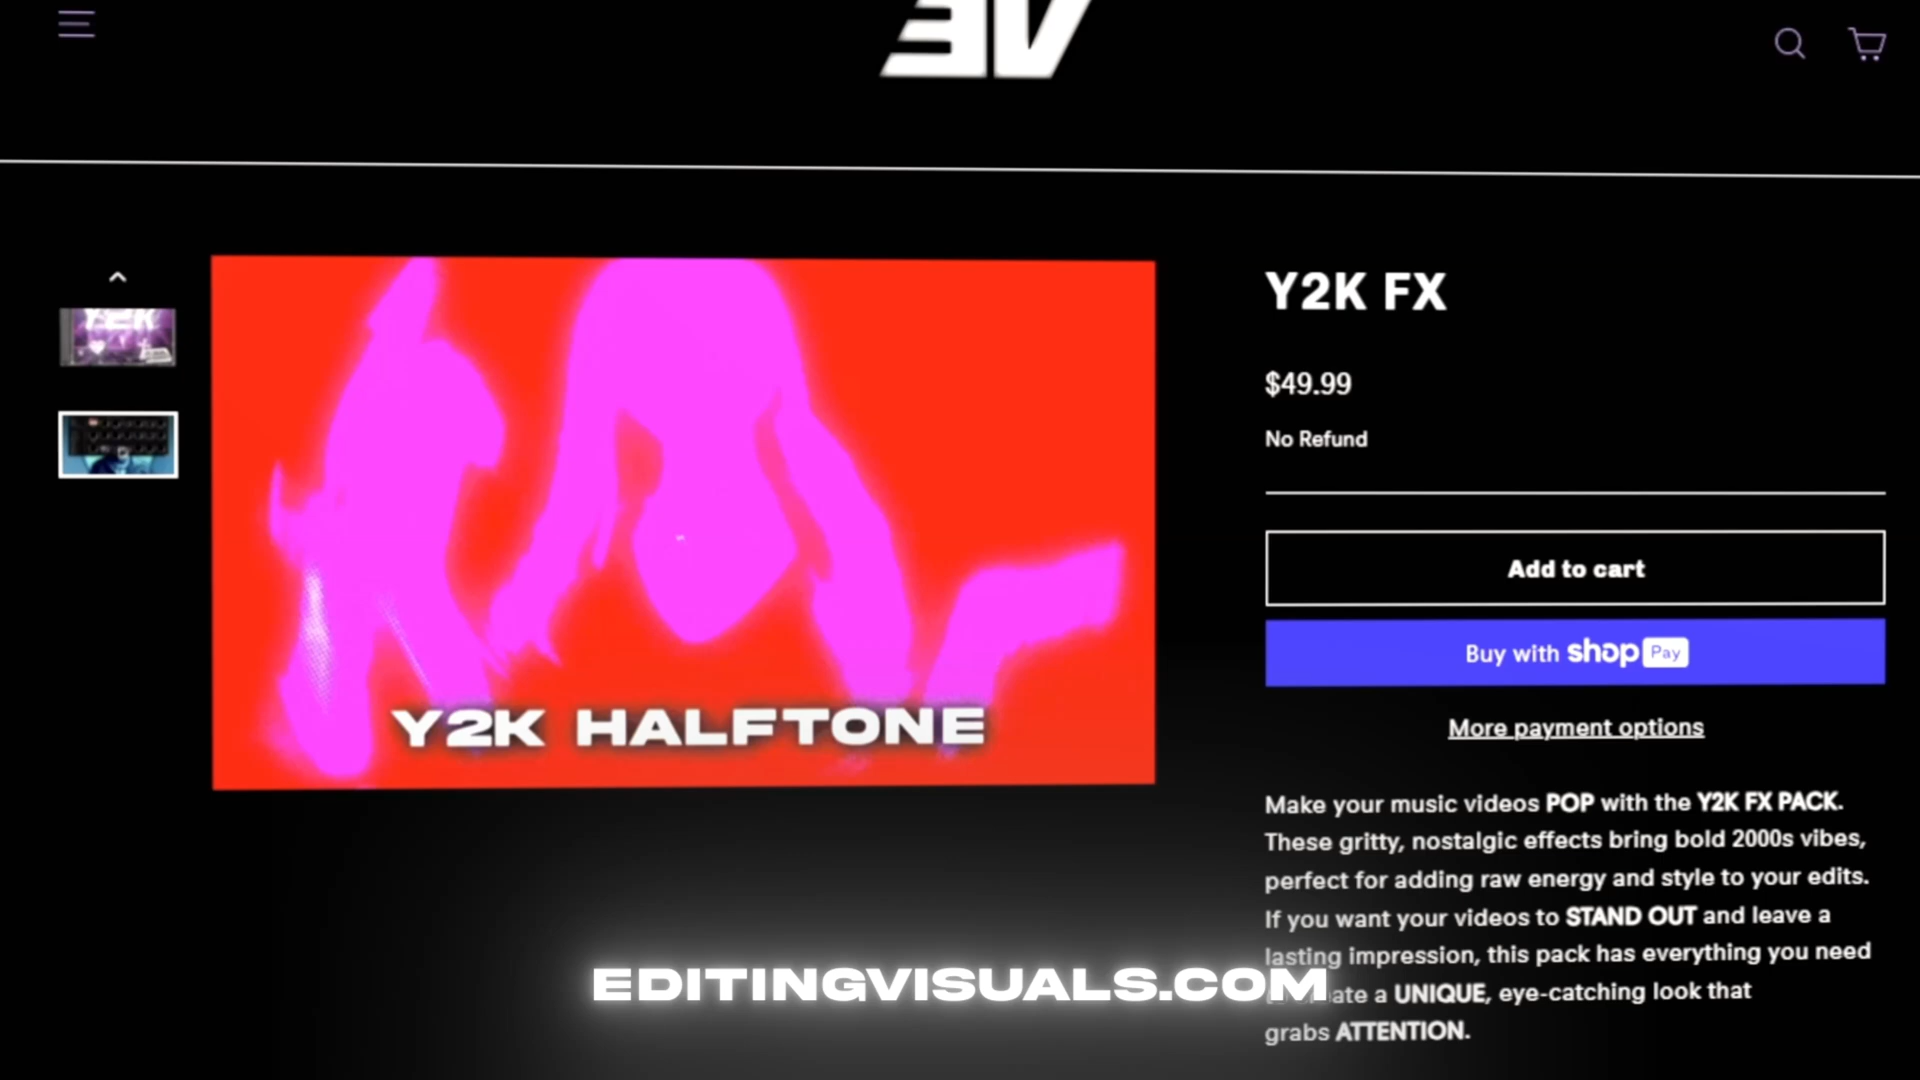 EV
Y2K
Y2K HALFTONE
Y2K FX
$49.99
No Refund
Add to cart
Buy with shop Pay
More payment options
Make your music videos POP with the Y2K FX PACK.
These gritty, nostalgic effects bring bold 2000s vibes,
perfect for adding raw energy and style to your edits.
If you want your videos to STAND OUT and leave a
lasting impression, this pack has everything you need
ate a UNIQUE, eye-catching look that
grabs ATTENTION.
EDITINGVISUALS.COM